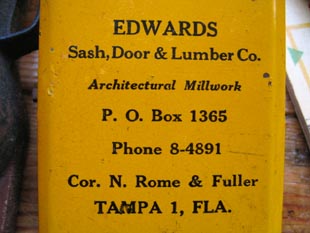 EDWARDS
Sash, Door & Lumber Co.
Architectural Millwork
P. O. Box 1365
Phone 8-4891
Cor. N. Rome & Fuller
TAMPA 1, FLA.